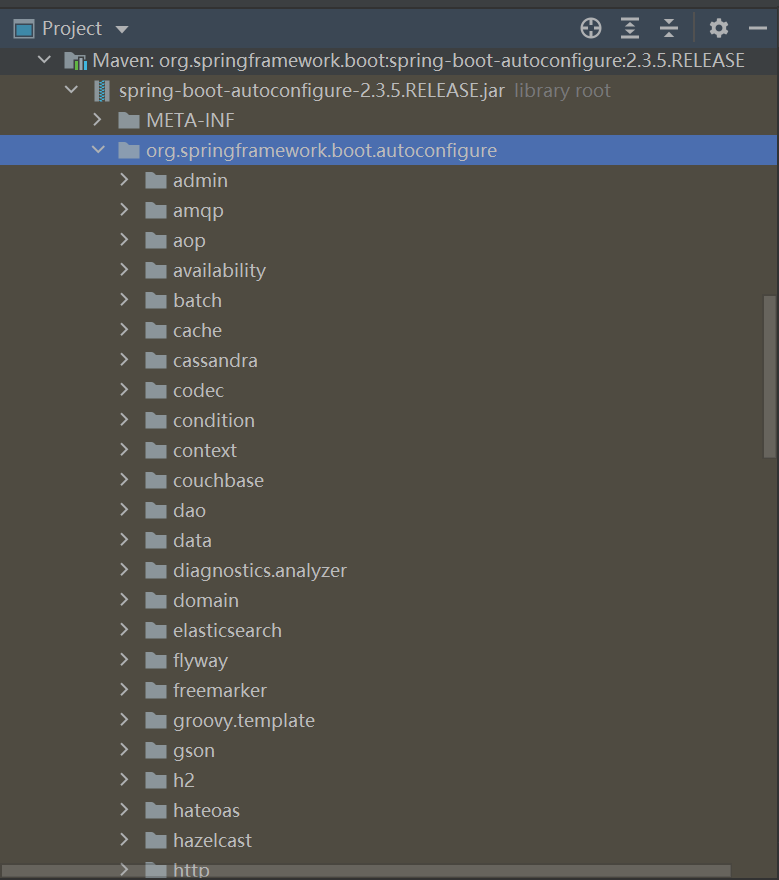 Project
Maven: org.springframework.boot:spring-boot-autoconfigure:2.3.5.RELEASE
spring-boot-autoconfigure-2.3.5.RELEASE.jar library root
META-INF
org.springframework.boot.autoconfigure
admin
amqp
aop
availability
batch
cache
cassandra
codec
condition
context
couchbase
dao
data
diagnostics.analyzer
domain
elasticsearch
flyway
freemarker
groovy.template
gson
h2
hateoas
hazelcast
http